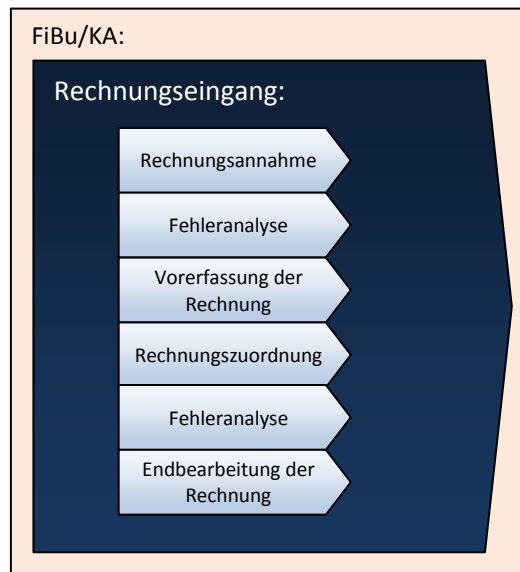 FiBu/KA:
Rechnungseingang:
Rechnungsannahme
Fehleranalyse
Vorerfassung der
Rechnung
Rechnungszuordnung
Fehleranalyse
Endbearbeitung der
Rechnung